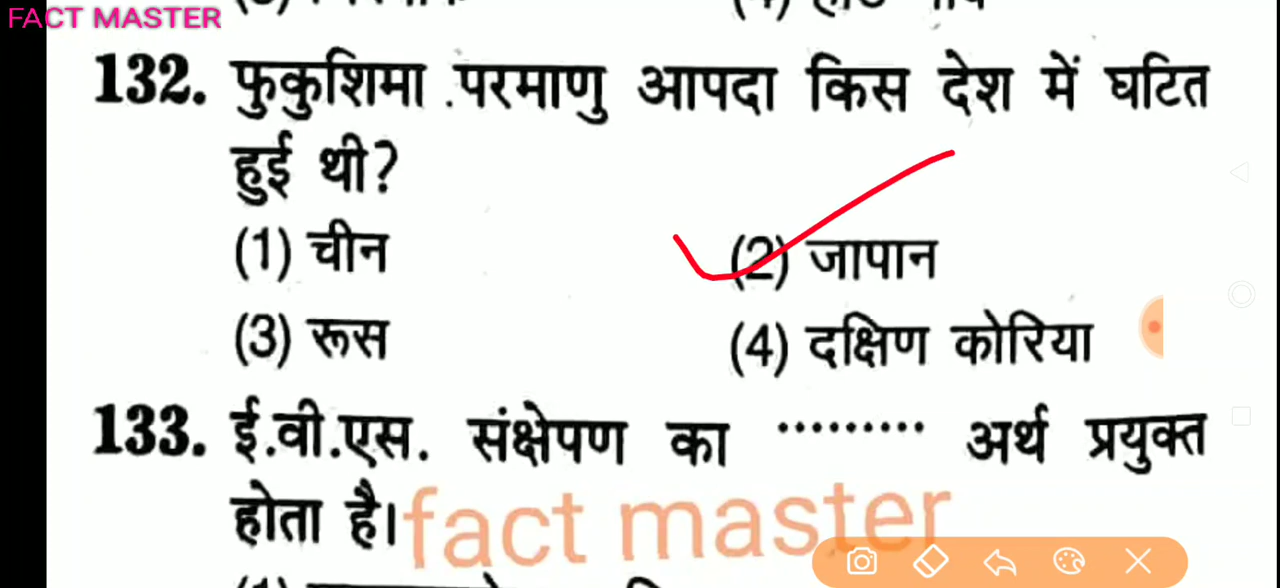 FACT MASTER
132. फुकुशिमा .परमाणु आपदा किस देश में घटित
हुई थी?
(1) चीन (2) जापान
(3) रूस (4) दक्षिण कोरिया
133. ई.वी.एस. संक्षेपण का ········· अर्थ प्रयुक्त
होता है। fact master